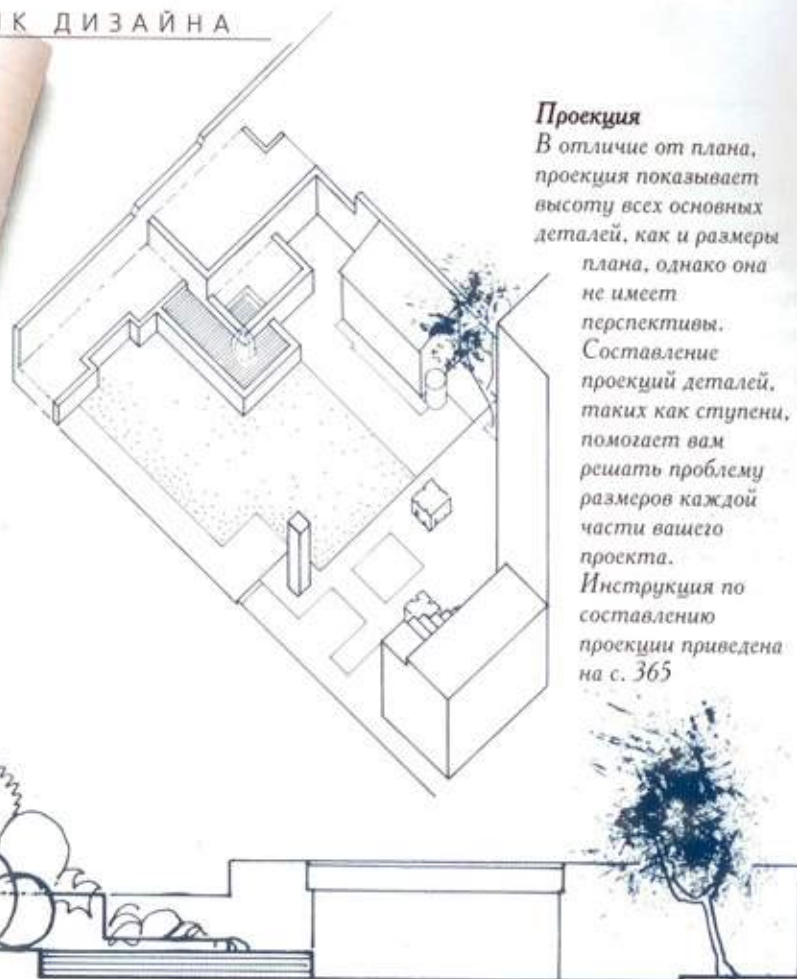 К ДИЗАЙНА
Проекция
В отличие от плана,
проекция показывает
высоту всех основных
деталей, как и размеры
плана, однако она
не имеет
перспективы.
Составление
проекций деталей,
таких как ступени,
помогает вам
решать проблему
размеров каждой
части вашего
проекта.
Инструкция по
составлению
проекции приведена
на с. 365